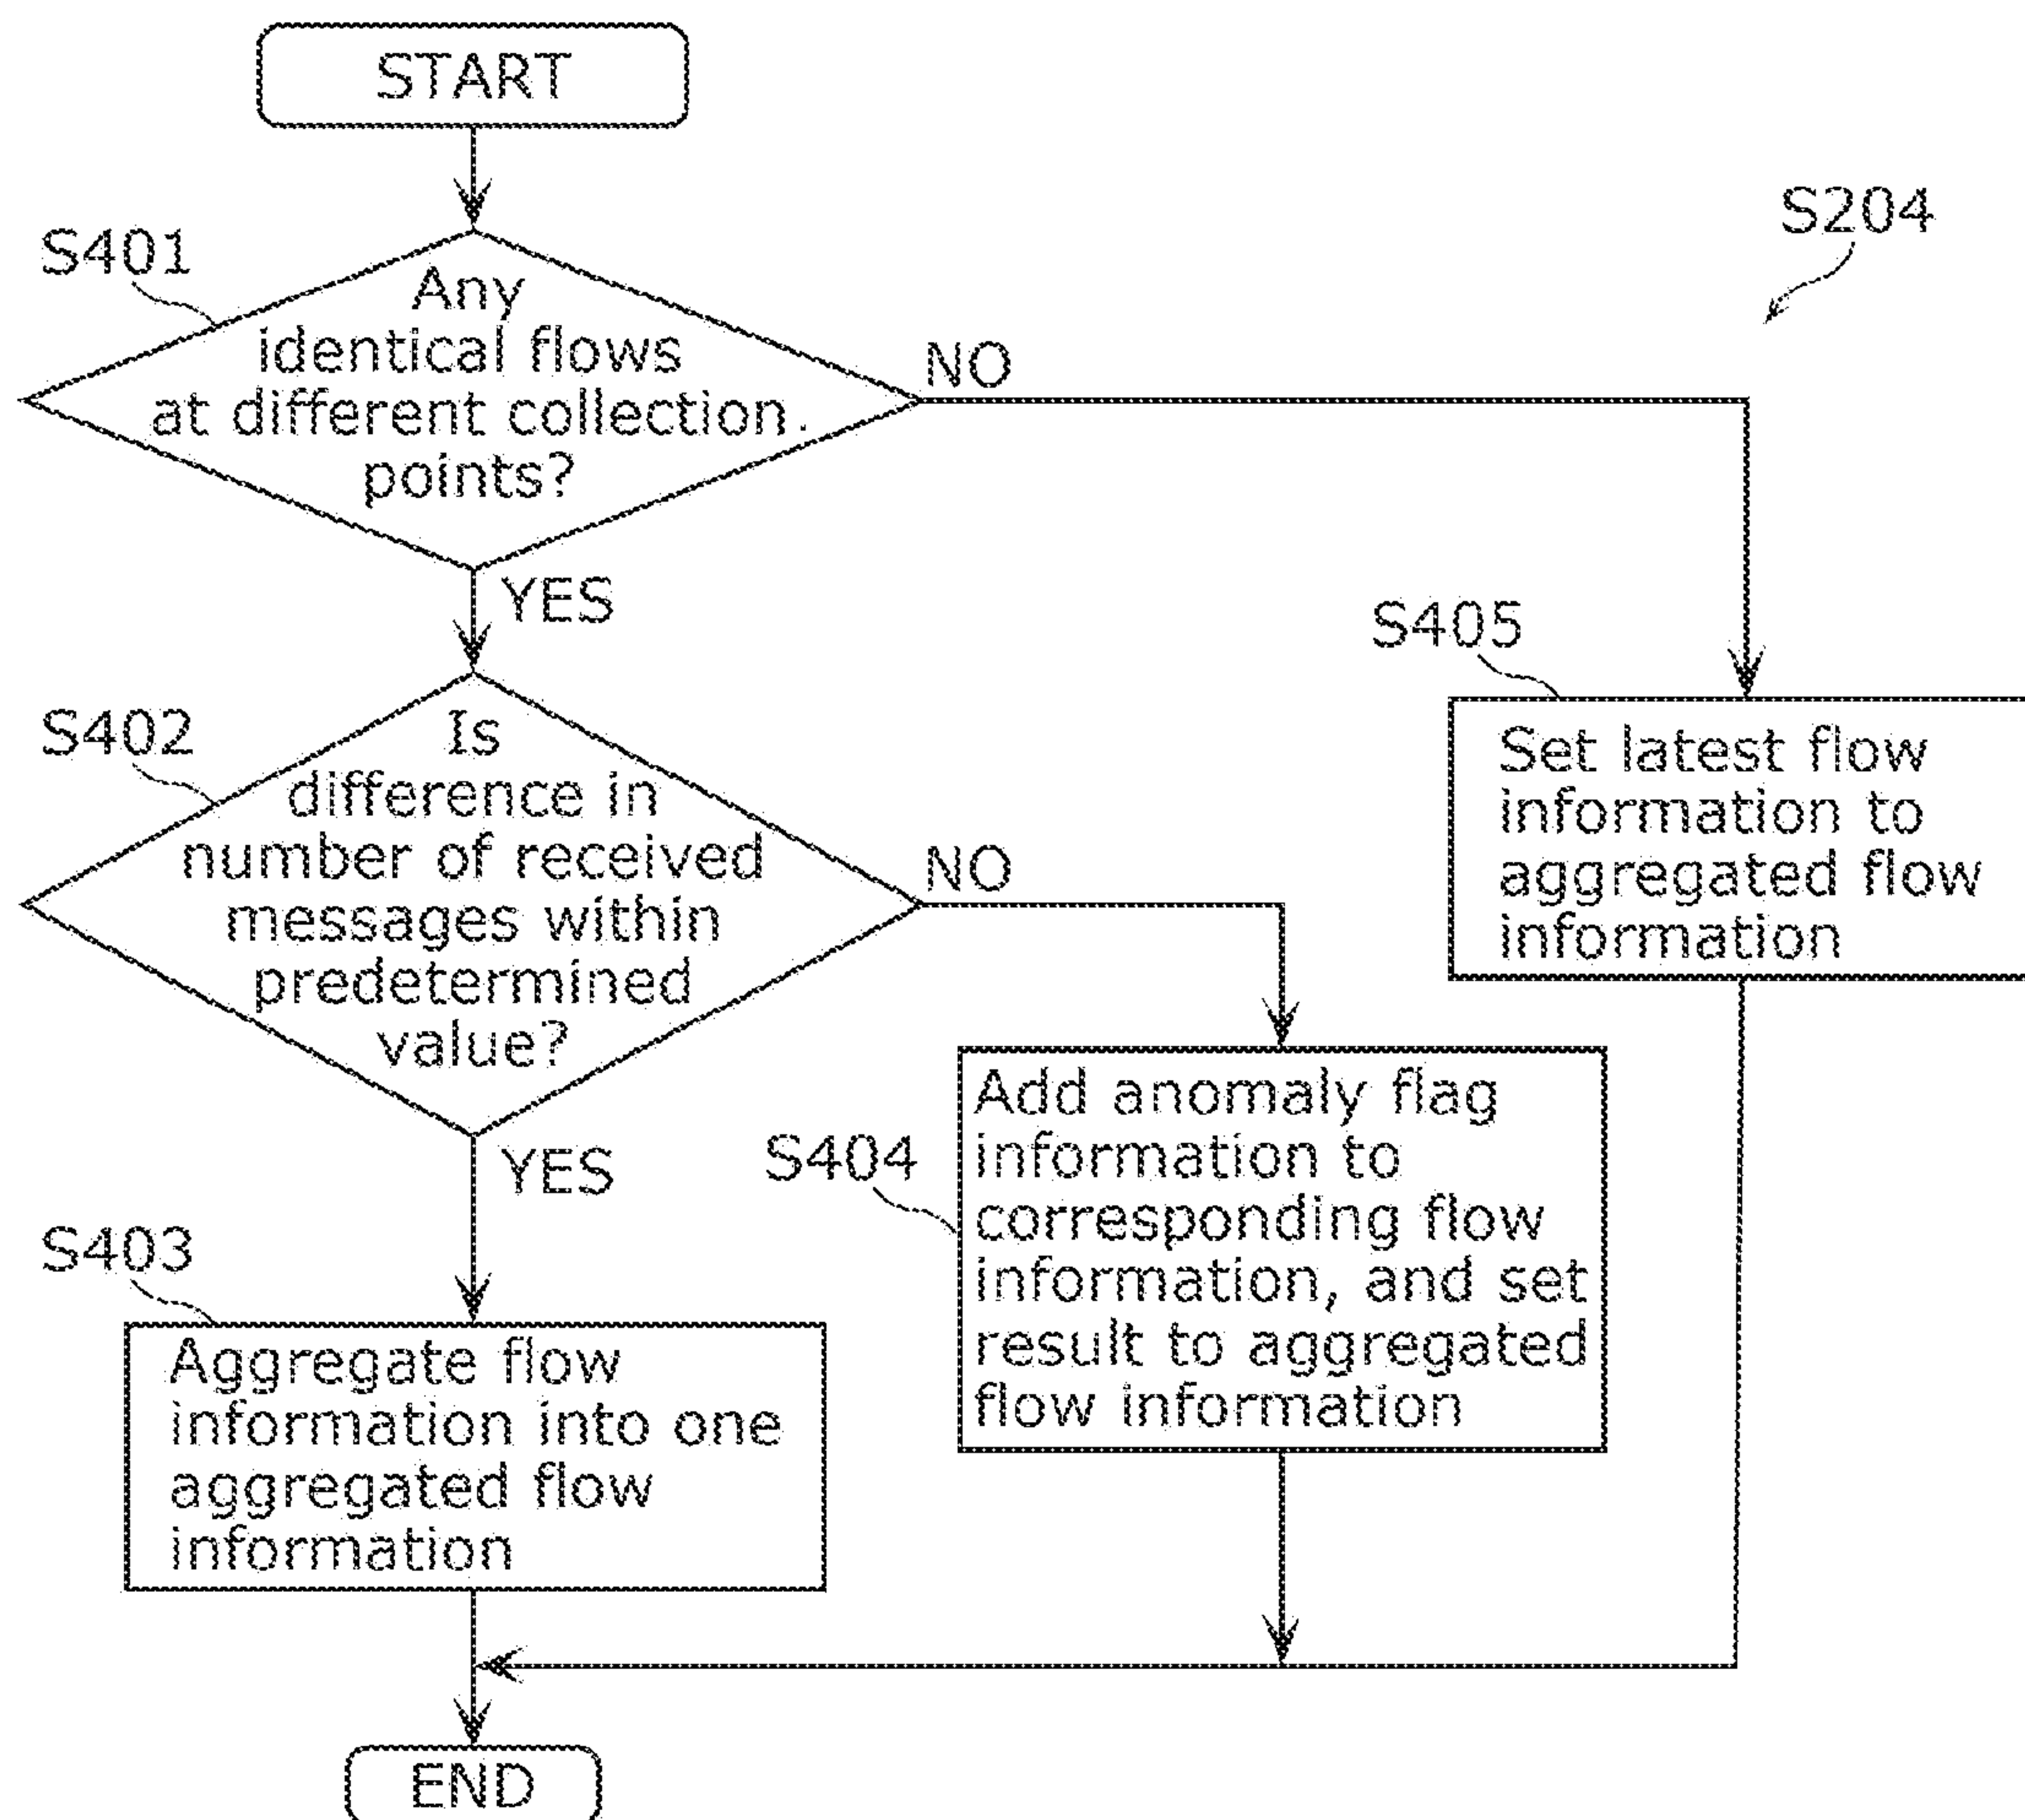 START
S204
S401
Any
identical flows
at different collection
points?
NO
YES
S402
Is
difference in
number of received
messages within
predetermined
value?
NO
YES
S405
Set latest flow
information to
aggregated flow
information
S404
Add anomaly flag
information to
corresponding flow
information, and set
result to aggregated
flow information
S403
Aggregate flow
information into one
aggregated flow
information
END